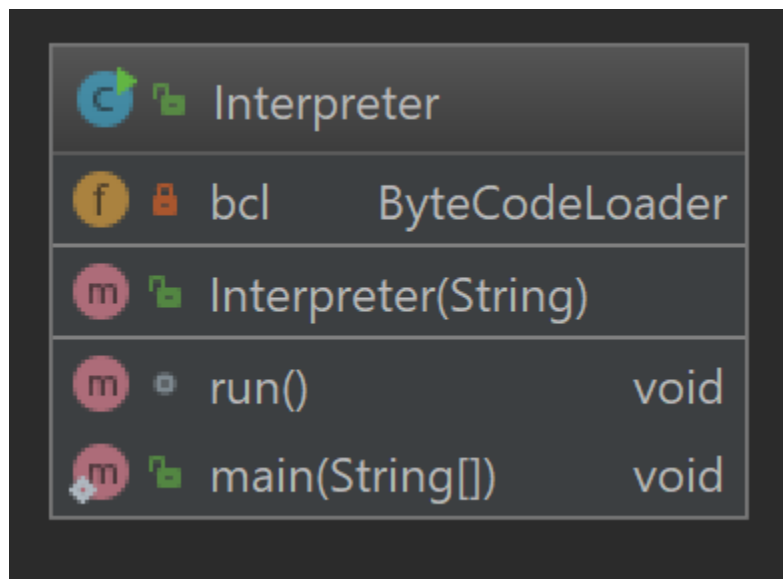 Interpreter
bcl ByteCodeLoader
Interpreter(String)
run() void
main(String[]) void